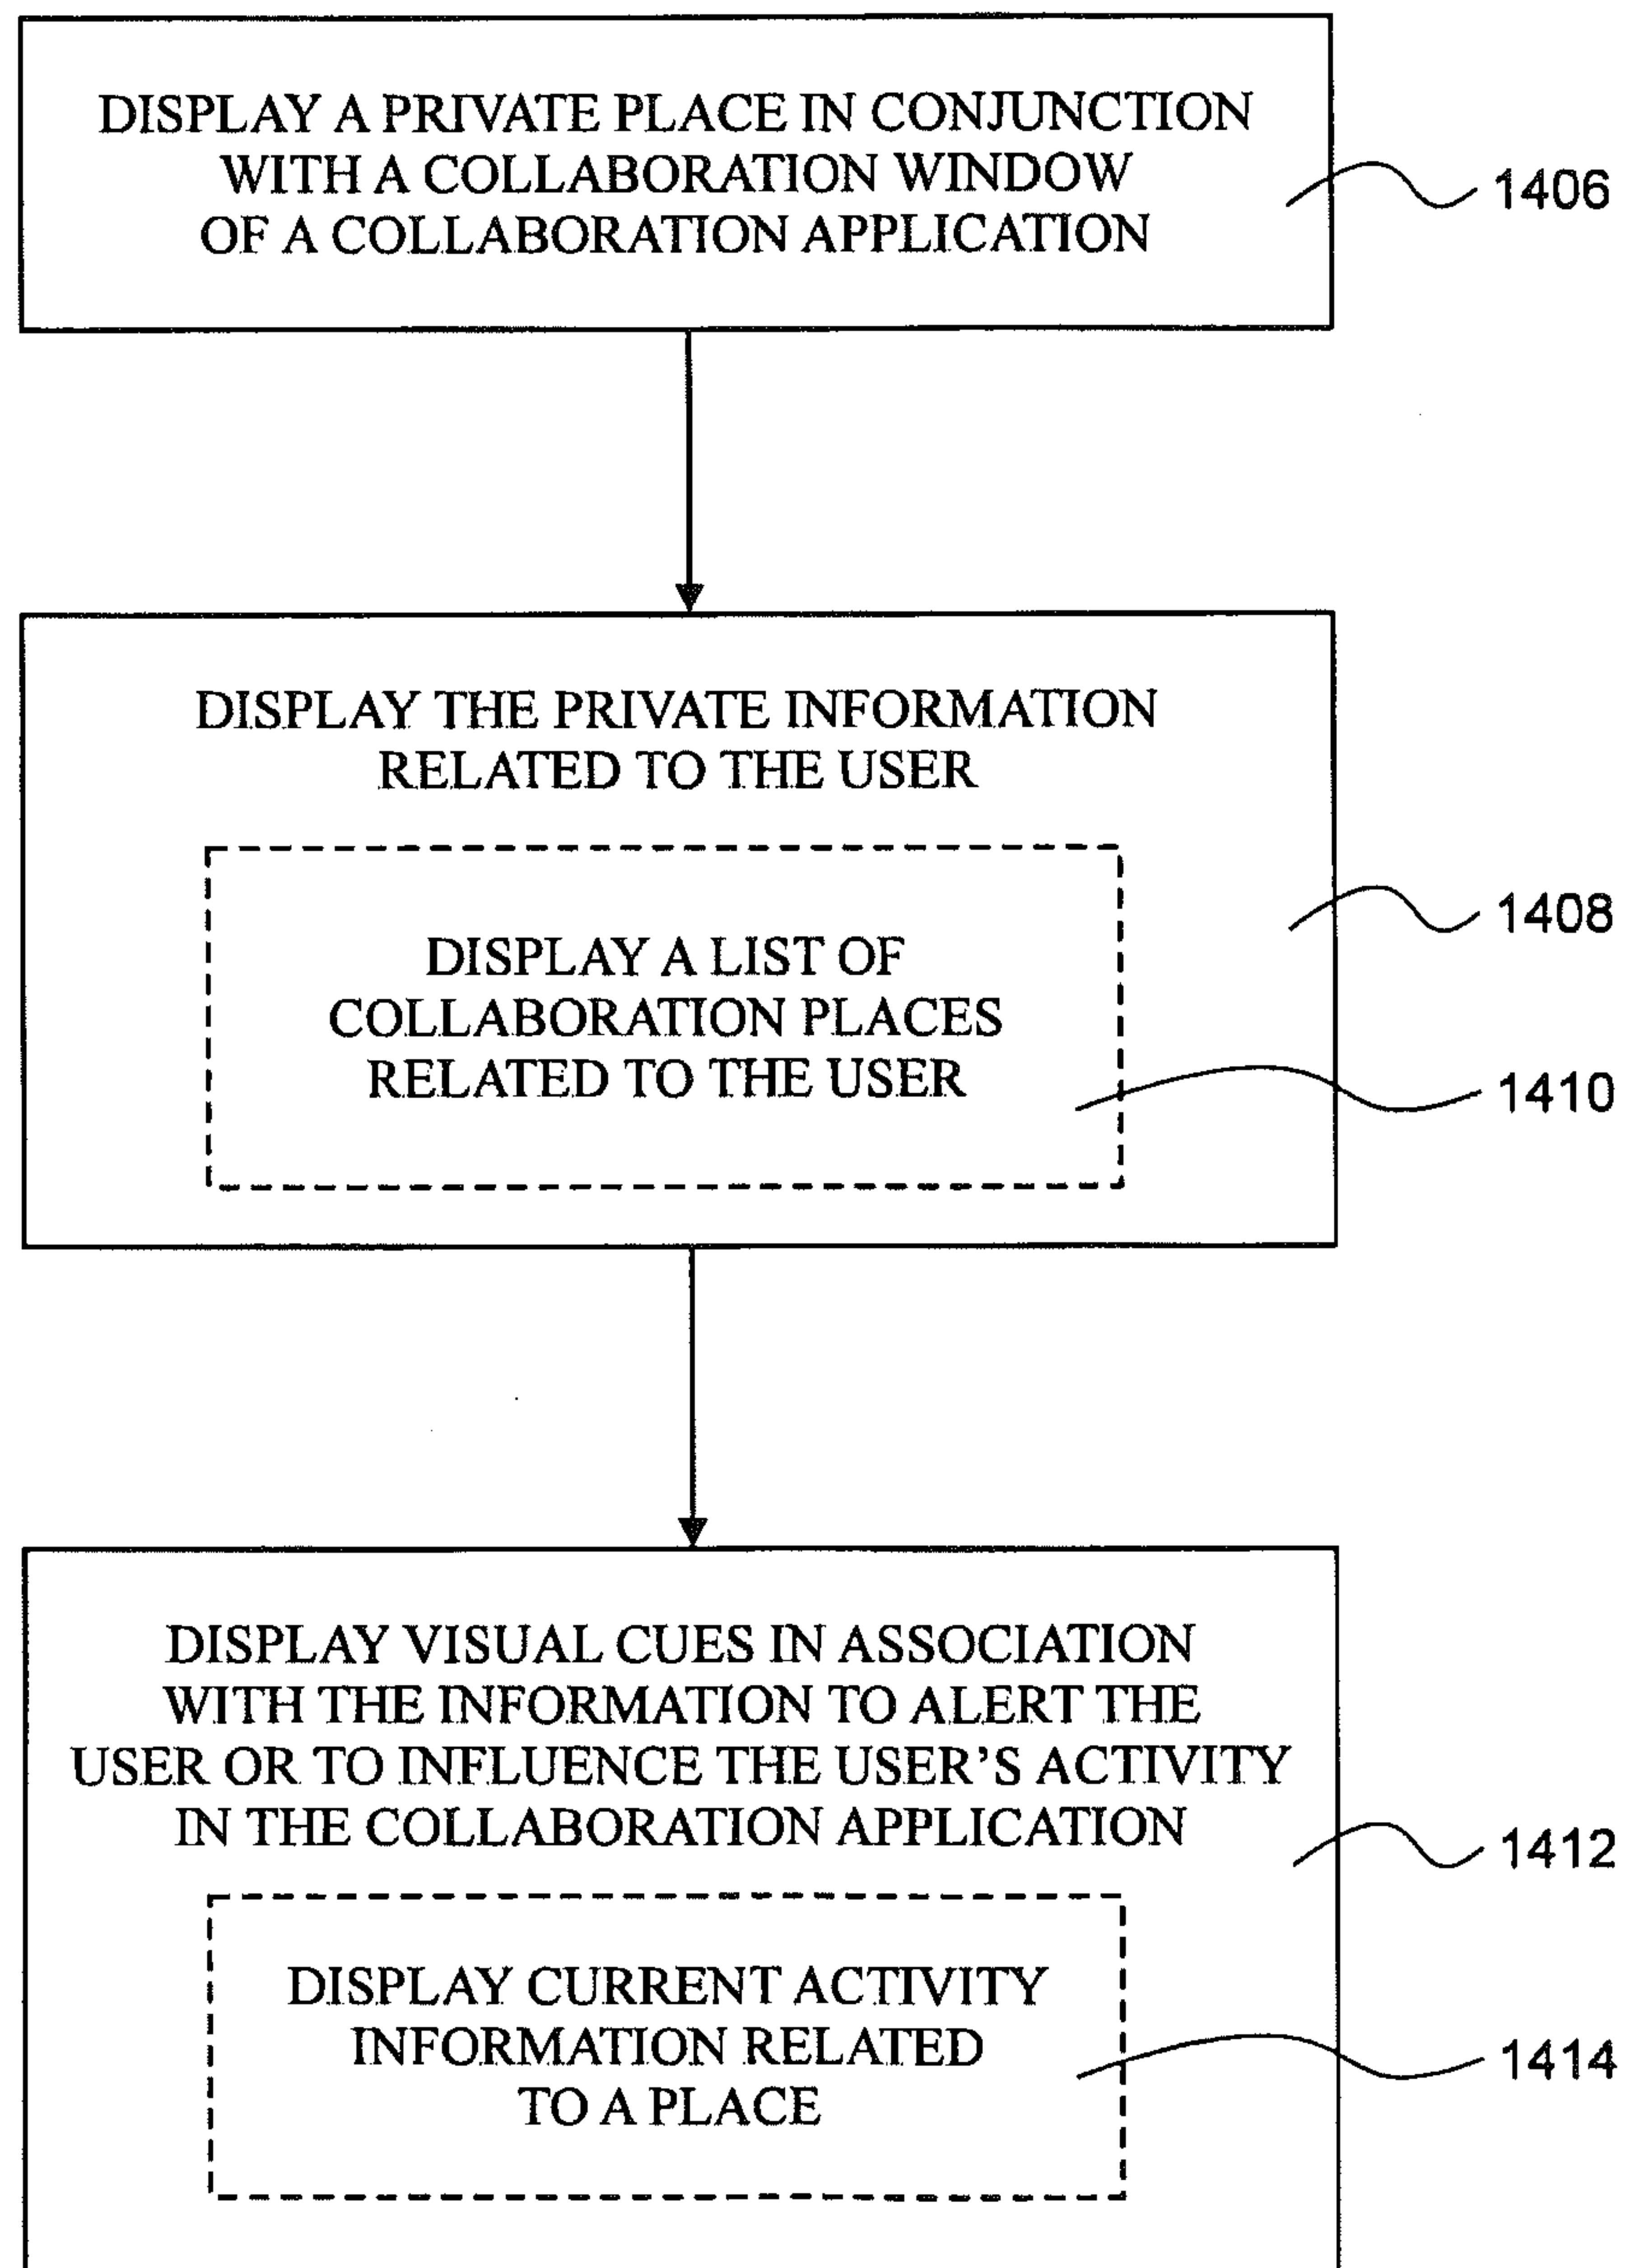 DISPLAY A PRIVATE PLACE IN CONJUNCTION
WITH A COLLABORATION WINDOW
OF A COLLABORATION APPLICATION
1406
DISPLAY THE PRIVATE INFORMATION
RELATED TO THE USER
1408
DISPLAY A LIST OF
COLLABORATION PLACES
RELATED TO THE USER
1410
DISPLAY VISUAL CUES IN ASSOCIATION
WITH THE INFORMATION TO ALERT THE
USER OR TO INFLUENCE THE USER'S ACTIVITY
IN THE COLLABORATION APPLICATION
1412
DISPLAY CURRENT ACTIVITY
INFORMATION RELATED
TO A PLACE
1414